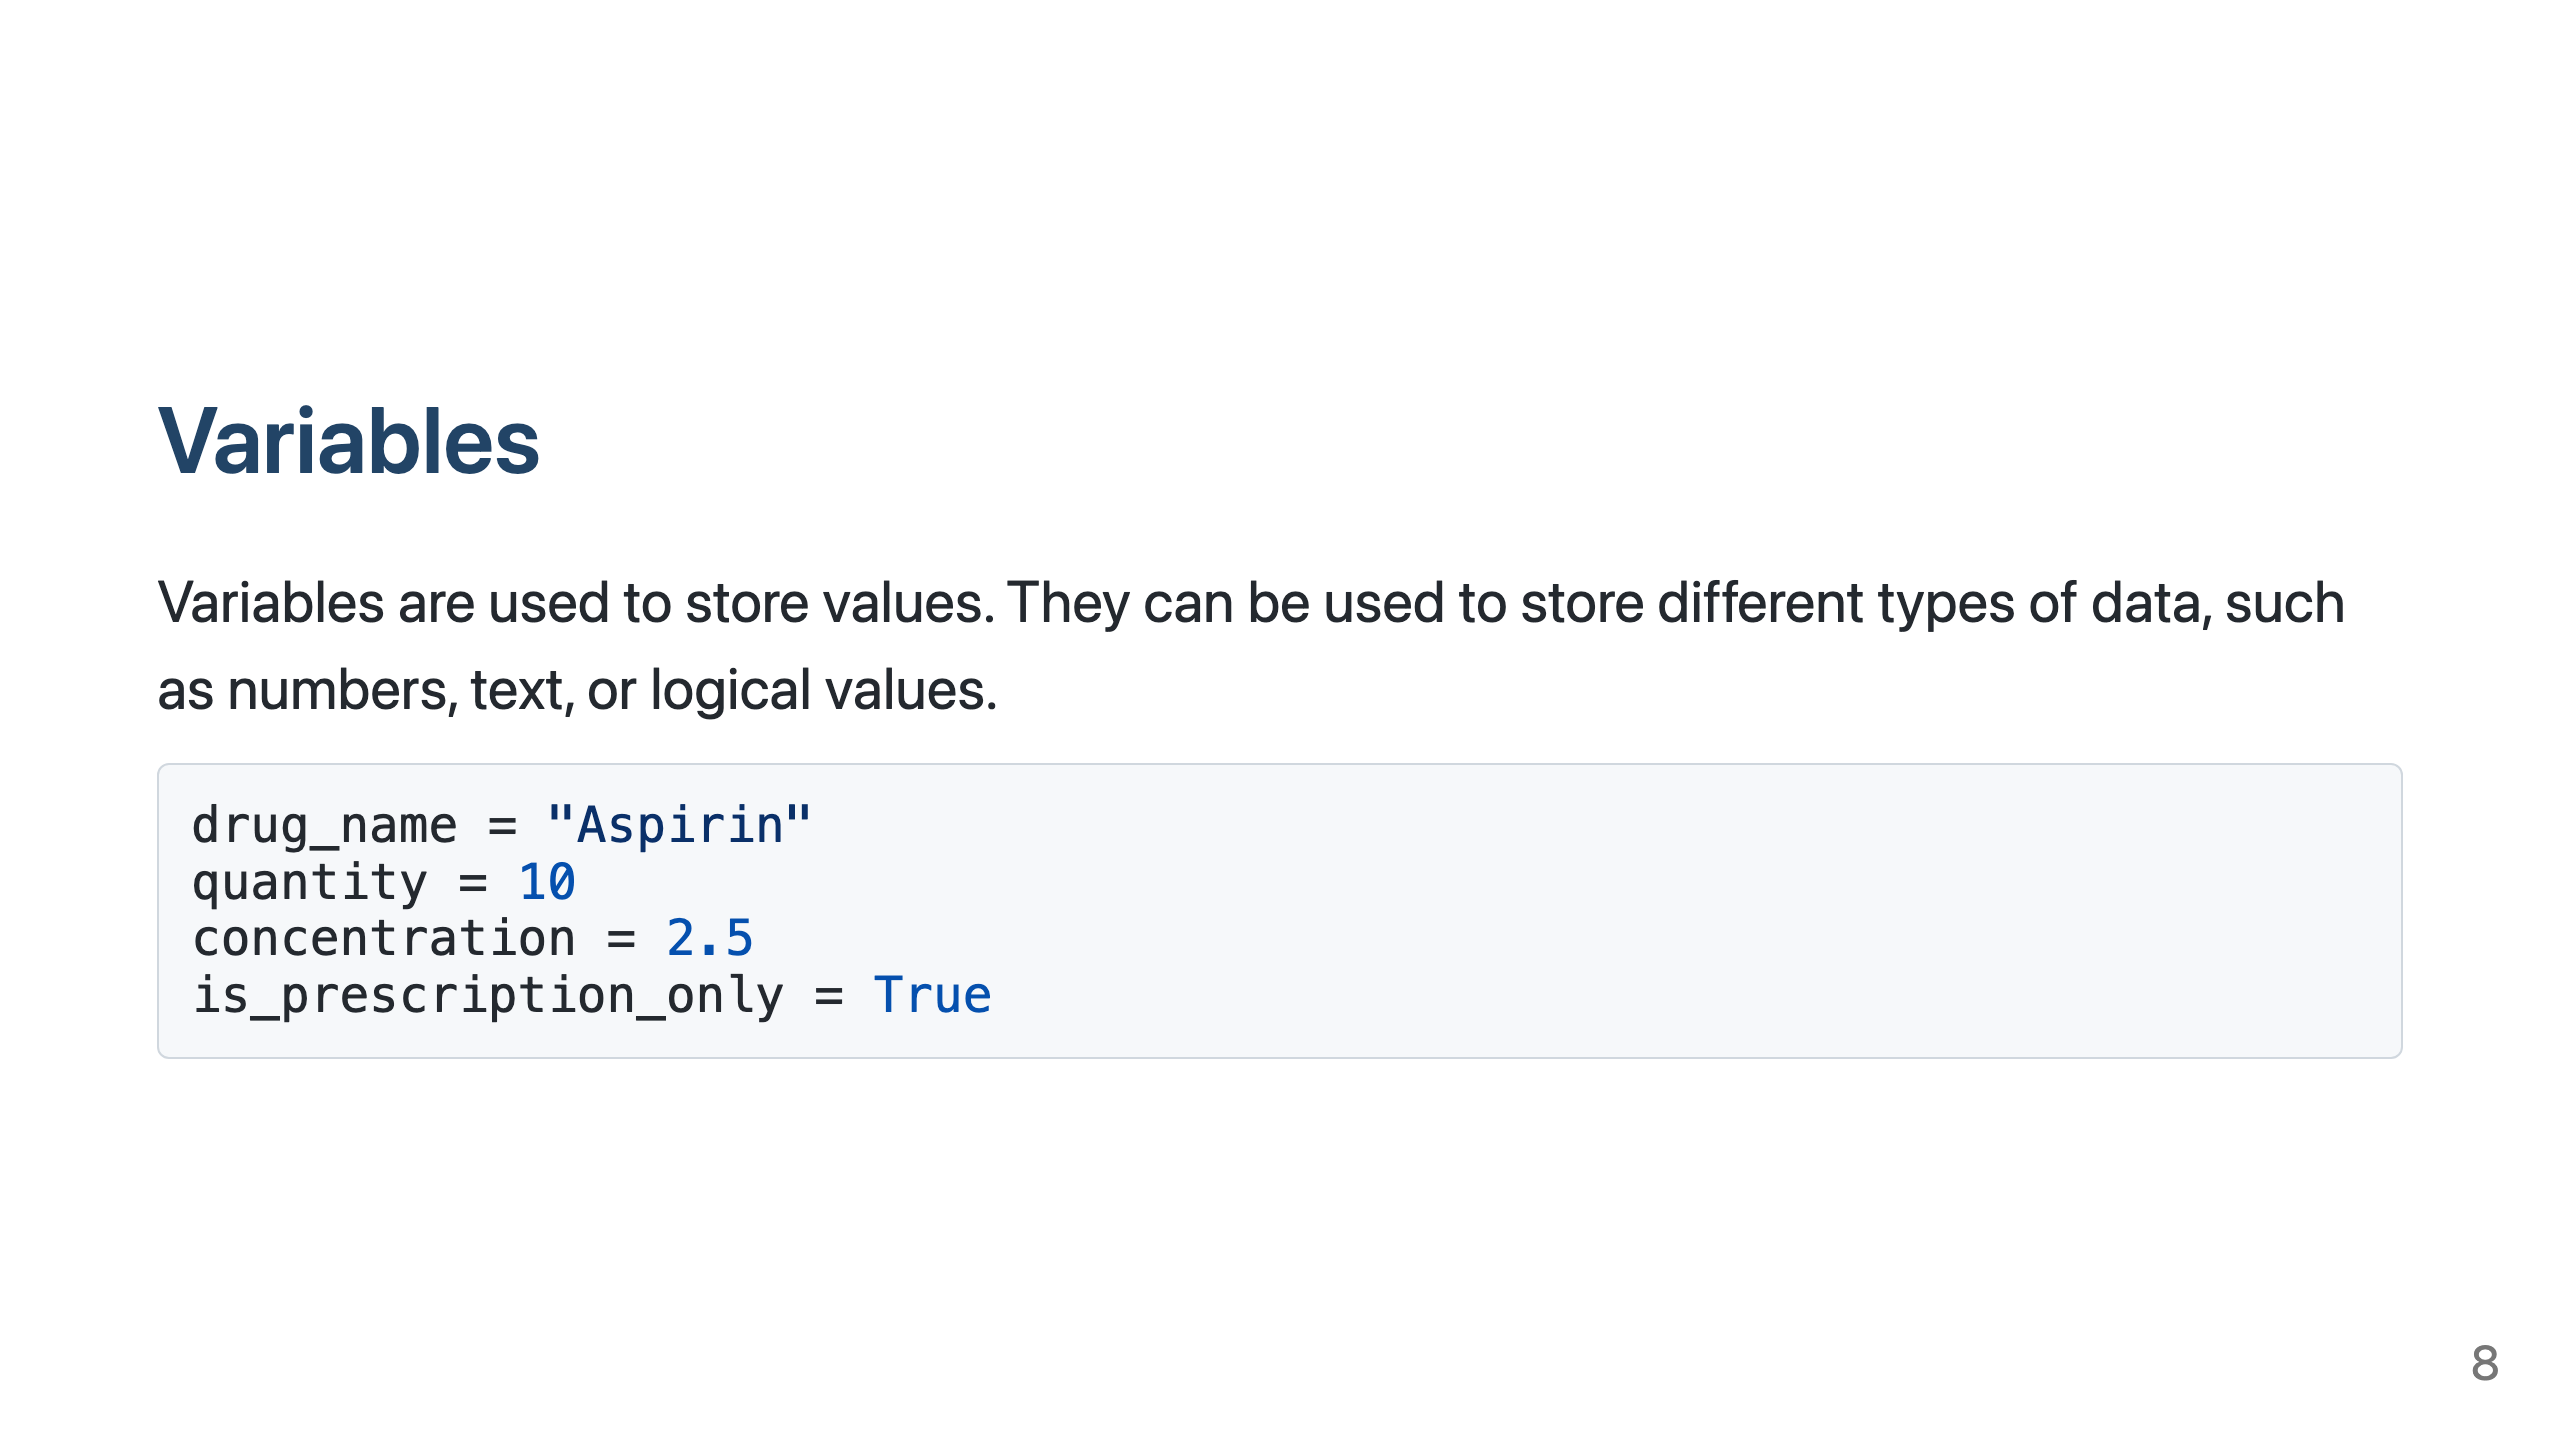 Variables
Variables are used to store values. They can be used to store different types of data, such
as numbers, text, or logical values.
drug_name = "Aspirin"
quantity = 10
concentration = 2.5
is_prescription_only = True
8